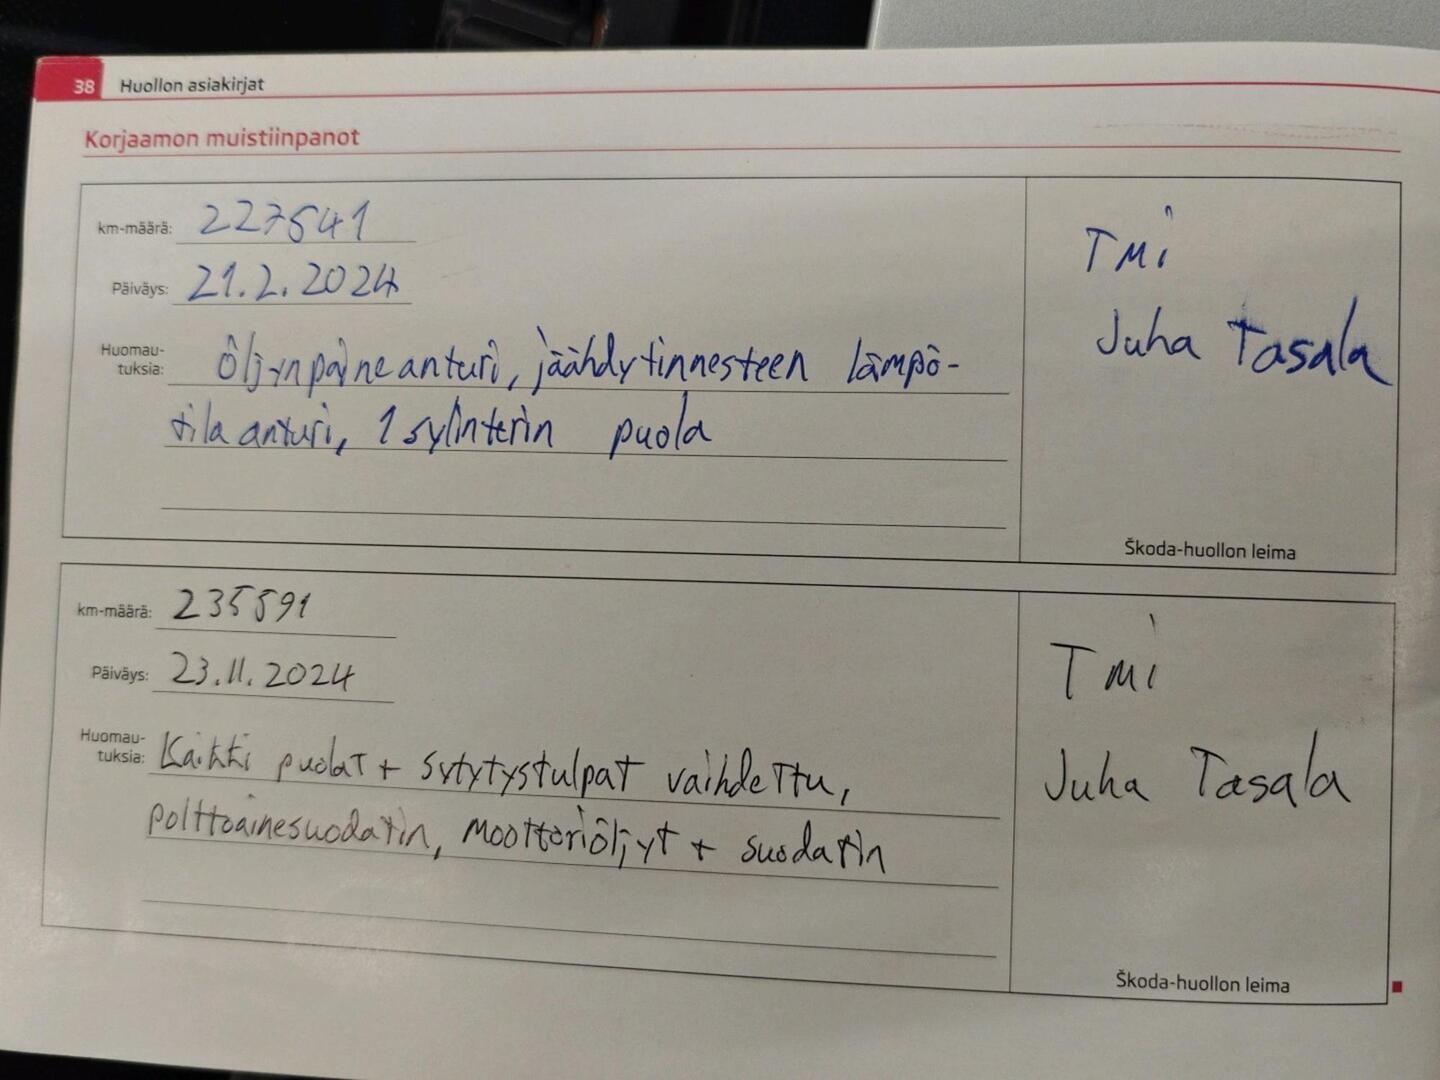 38 Huollon asiakirjat
Korjaamon muistiinpanot
km-määrä: 227541
Päiväys: 21.2.2024
Huomau-
tuksia: Öljynpaineanturi, jäähdytinnesteen lämpö-
tila anturi, 1 sylinterin puola
Tmi
Juha Tasala
Škoda-huollon leima
km-määrä: 235591
Päiväys: 23.11.2024
Huomau-
tuksia: Kaikki puolat + sytytystulpat vaihdettu,
polttoainesuodatin, moottoriöljyt + suodatin
Tmi
Juha Tasala
Škoda-huollon leima